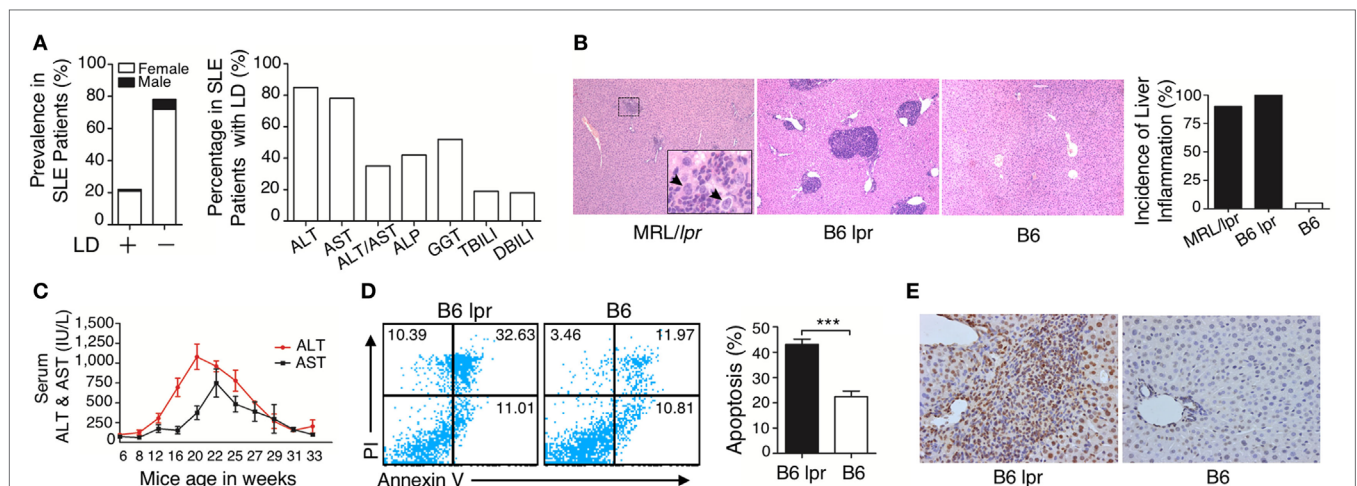 A
Prevalence in
SLE Patients (%)
100
80
60
40
20
0
Female
Male
LD + −
Percentage in SLE
Patients with LD (%)
100
80
60
40
20
0
ALT
AST
ALT/AST
ALP
GGT
TBILI
DBILI
B
MRL/lpr
B6 lpr
B6
Incidence of Liver
Inflammation (%)
100
75
50
25
0
MRL/lpr
B6 lpr
B6
C
Serum
ALT & AST (IU/L)
1,500
1,250
1,000
750
500
250
0
ALT
AST
6 8 12 16 20 22 25 27 29 31 33
Mice age in weeks
D
B6 lpr
B6
10.39 32.63
11.01
3.46 11.97
10.81
PI
Annexin V
Apoptosis (%)
50
40
30
20
10
0
***
B6 lpr
B6
E
B6 lpr
B6